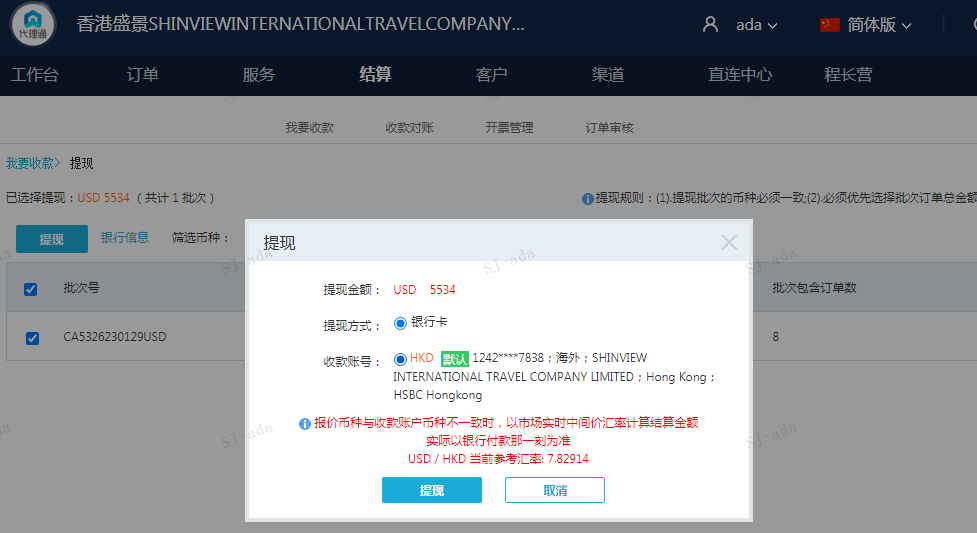 代理通
香港盛景SHINVIEWINTERNATIONALTRAVELCOMPANY...
ada
简体版
工作台 订单 服务 结算 客户 渠道 直连中心 程长营
我要收款 收款对账 开票管理 订单审核
我要收款> 提现
已选择提现：USD 5534 （共计 1 批次 ）
提现规则：(1).提现批次的币种必须一致;(2).必须优先选择批次订单总金额
提现 银行信息 筛选币种：
批次号 批次包含订单数
CA5326230129USD 8
提现
提现金额： USD 5534
提现方式： 银行卡
收款账号： HKD 默认 1242****7838；海外；SHINVIEW
INTERNATIONAL TRAVEL COMPANY LIMITED；Hong Kong；
HSBC Hongkong
报价币种与收款账户币种不一致时，以市场实时中间价汇率计算结算金额
实际以银行付款那一刻为准
USD / HKD 当前参考汇率: 7.82914
提现 取消
SJ-ada
SJ-ada
SJ-ada
SJ-ada